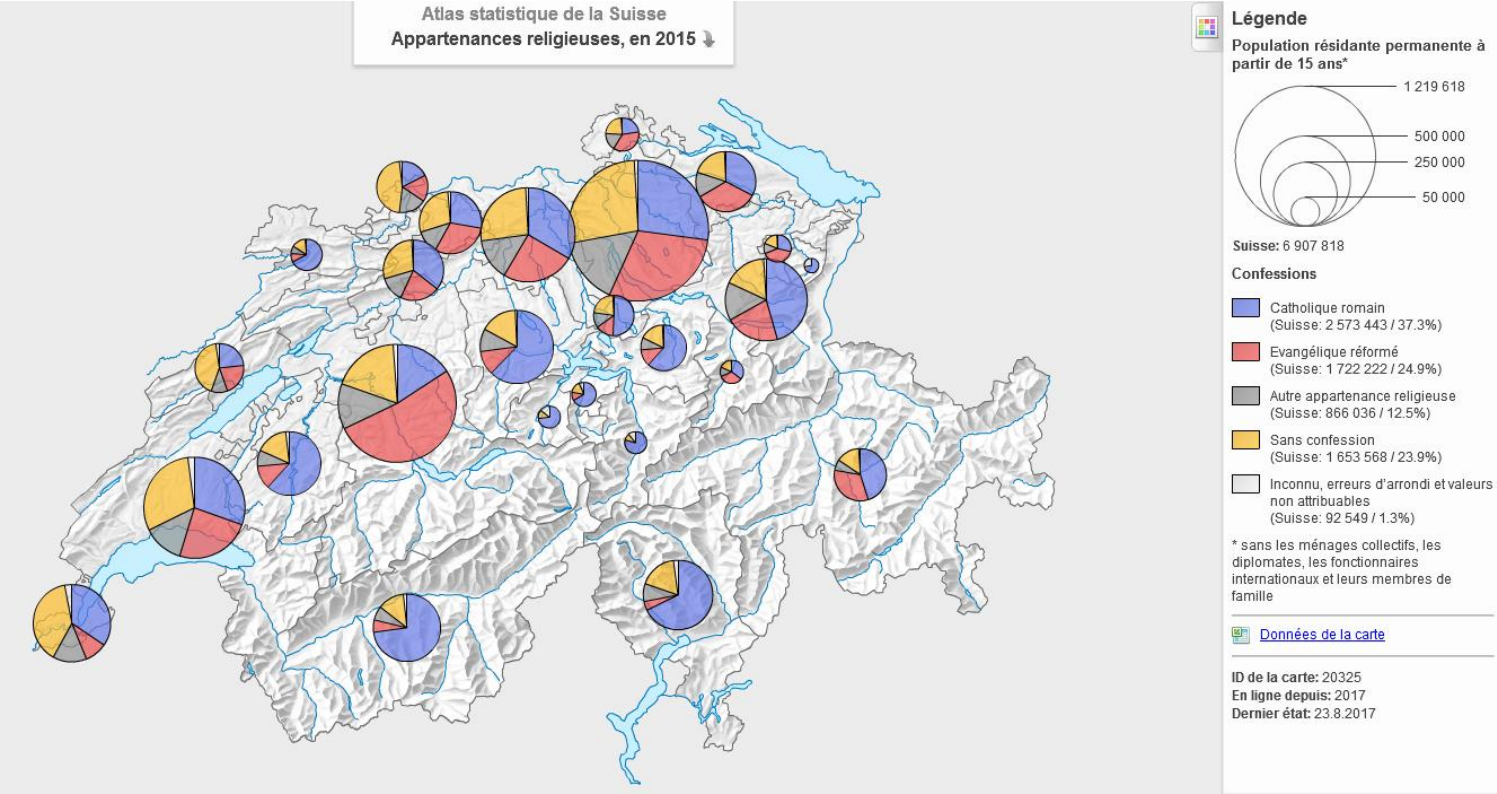 Atlas statistique de la Suisse
Appartenances religieuses, en 2015
Légende
Population résidante permanente à
partir de 15 ans*
1 219 618
500 000
250 000
50 000
Suisse: 6 907 818
Confessions
Catholique romain
(Suisse: 2 573 443 / 37.3%)
Evangélique réformé
(Suisse: 1 722 222 / 24.9%)
Autre appartenance religieuse
(Suisse: 866 036 / 12.5%)
Sans confession
(Suisse: 1 653 568 / 23.9%)
Inconnu, erreurs d'arrondi et valeurs
non attribuables
(Suisse: 92 549 / 1.3%)
* sans les ménages collectifs, les
diplomates, les fonctionnaires
internationaux et leurs membres de
famille
Données de la carte
ID de la carte: 20325
En ligne depuis: 2017
Dernier état: 23.8.2017